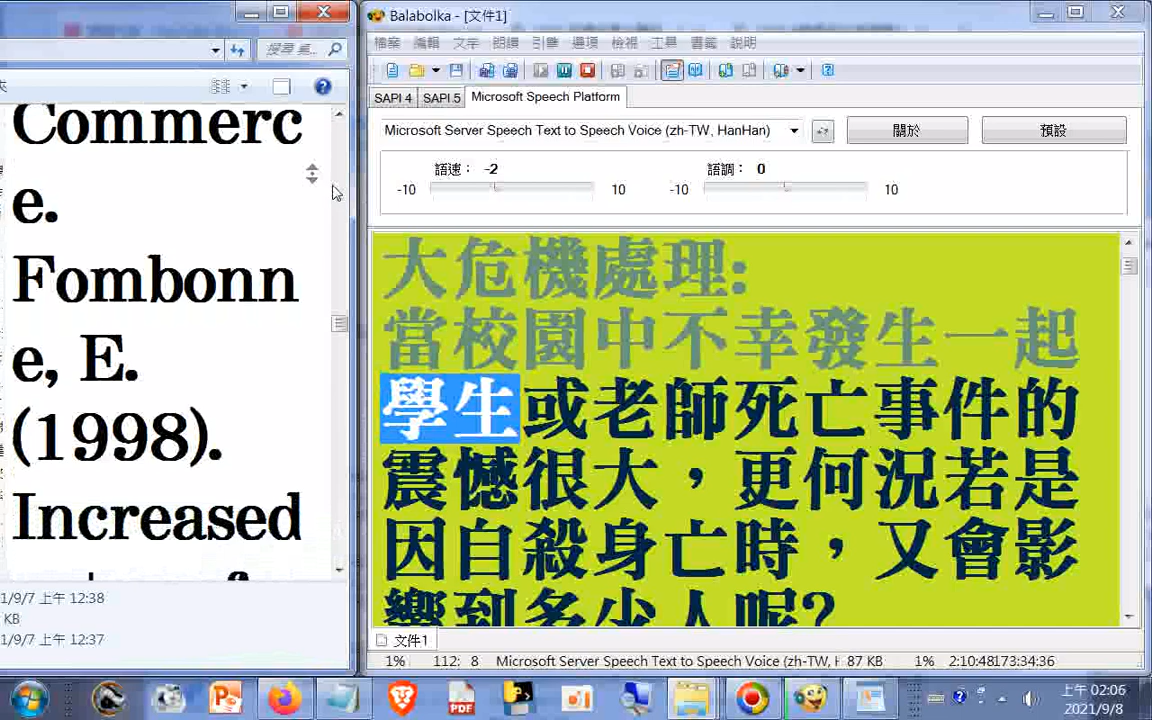 搜尋 桌...
Commerc
e.
Fombonn
e, E.
(1998).
Increased
1/9/7 上午 12:38
KB
1/9/7 上午 12:37
Balabolka - [文件1]
檔案 編輯 文字 朗讀 引擎 選項 檢視 工具 書籤 說明
SAPI 4 SAPI 5 Microsoft Speech Platform
Microsoft Server Speech Text to Speech Voice (zh-TW, HanHan) 關於 預設
語速： -2 語調： 0
-10 10 -10 10
大危機處理:
當校園中不幸發生一起
學生或老師死亡事件的
震憾很大，更何況若是
因自殺身亡時，又會影
響到多少人呢?
文件1
1% 112: 8 Microsoft Server Speech Text to Speech Voice (zh-TW, H 87 KB 1% 2:10:48173:34:36
PDF
上午 02:06
2021/9/8